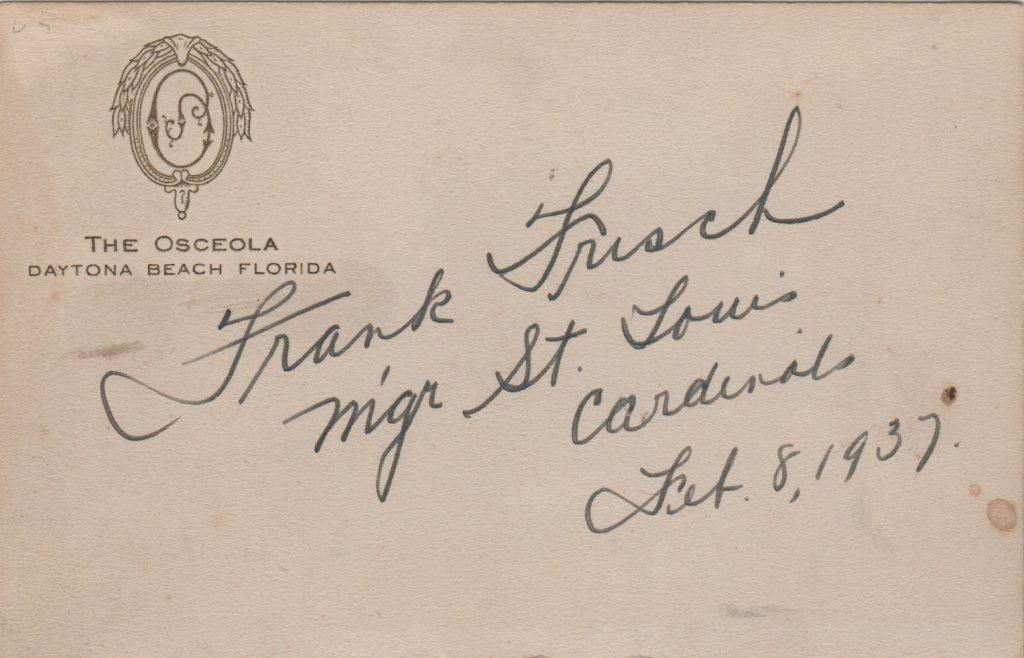 The Osceola
Daytona Beach Florida
Frank Frisch
Mgr St. Louis
Cardinals
Feb. 8, 1937.